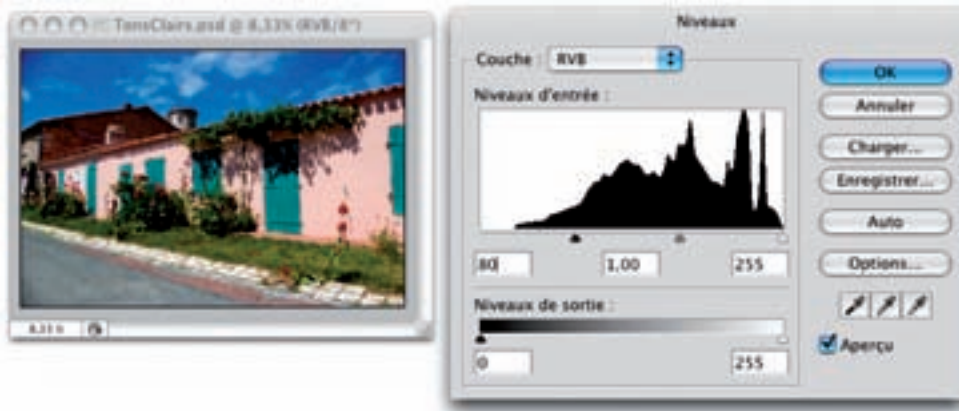 TonsClairs.psd @ 8,33% (RVB/8*)
8,33 %
Niveaux
Couche : RVB
Niveaux d'entrée :
80 1,00 255
Niveaux de sortie :
0 255
OK
Annuler
Charger...
Enregistrer...
Auto
Options...
Aperçu